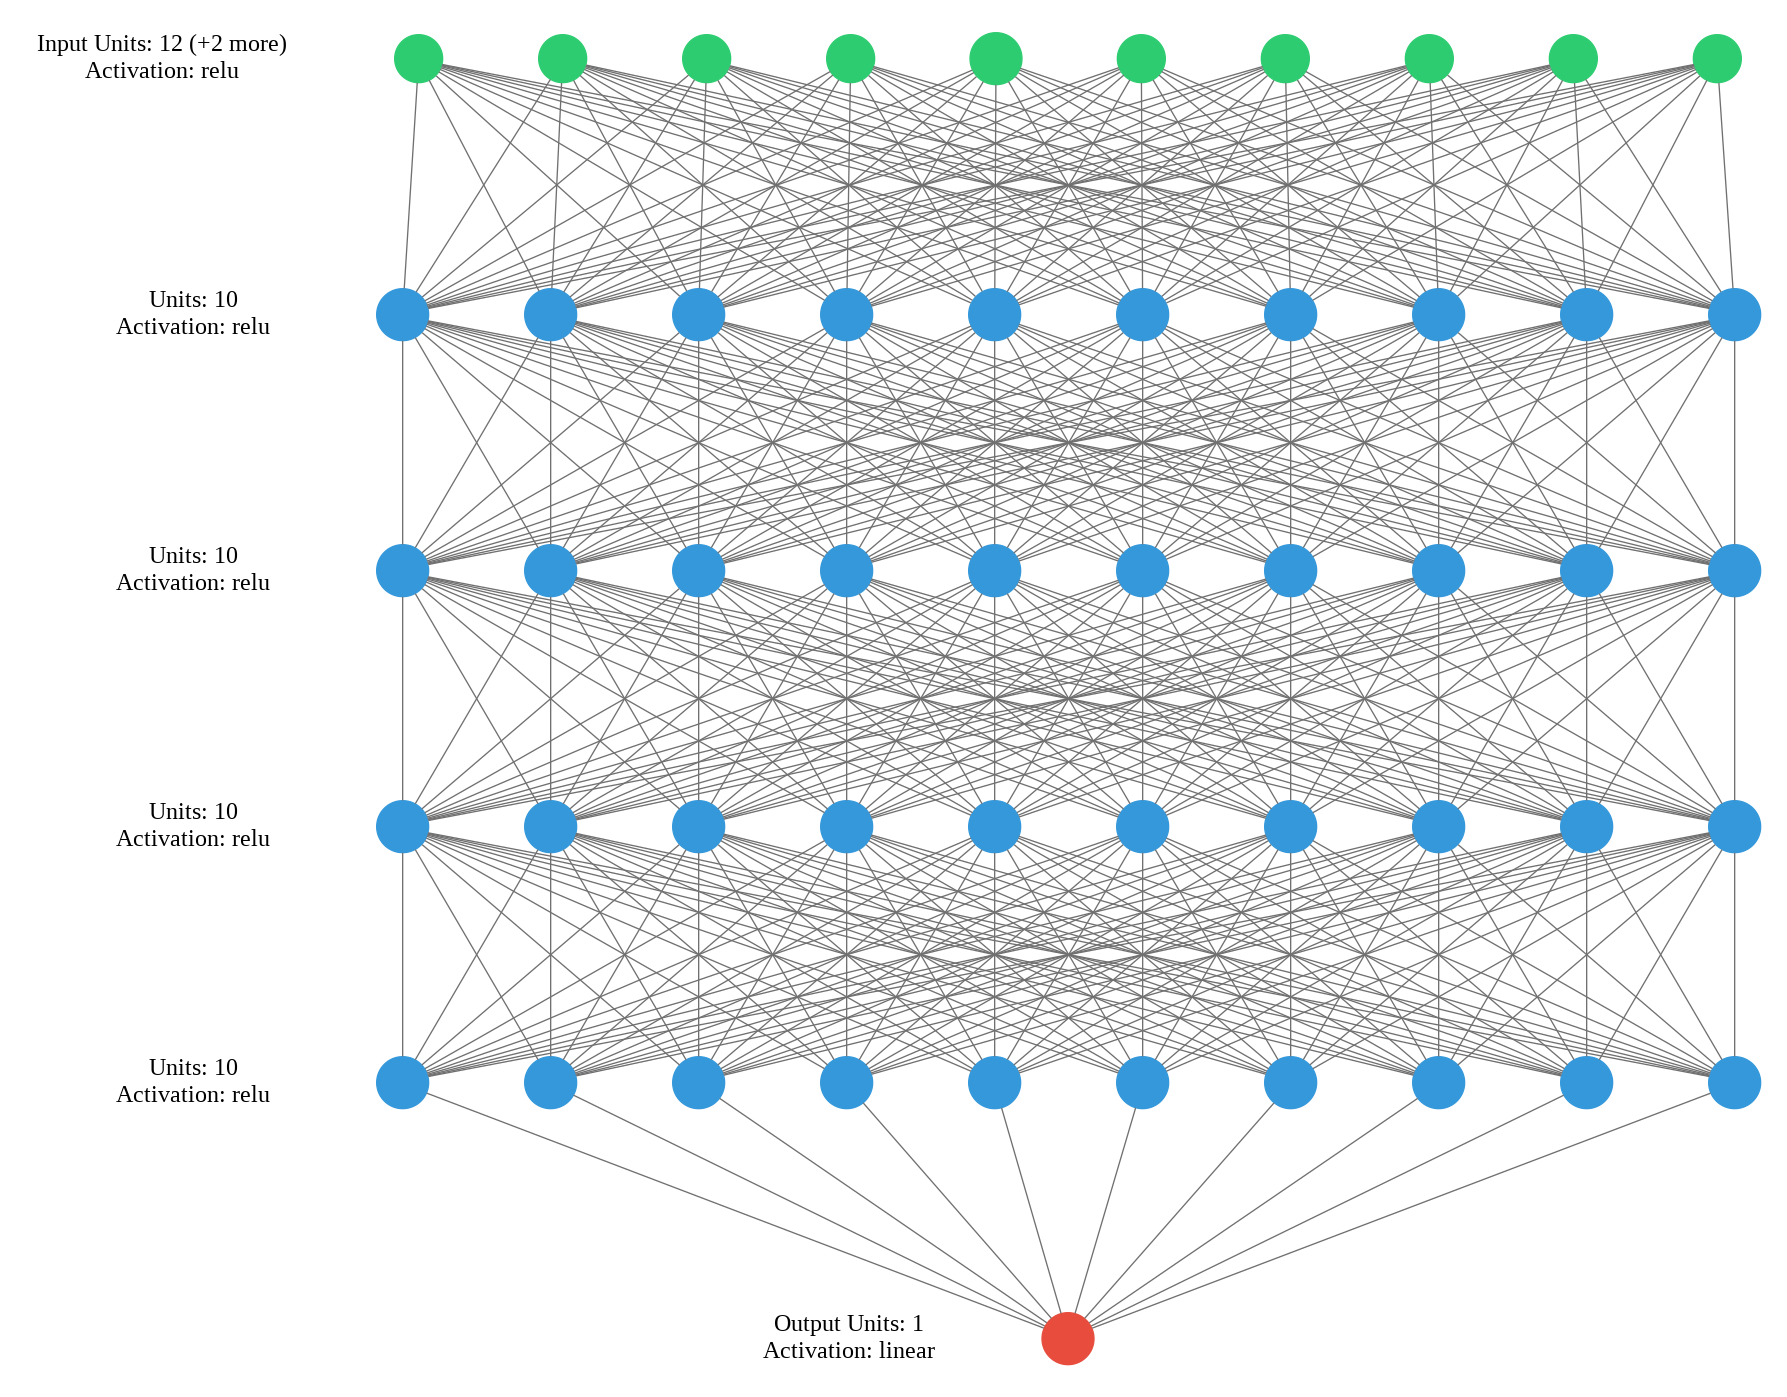 Input Units: 12 (+2 more)
Activation: relu
Units: 10
Activation: relu
Units: 10
Activation: relu
Units: 10
Activation: relu
Units: 10
Activation: relu
Output Units: 1
Activation: linear